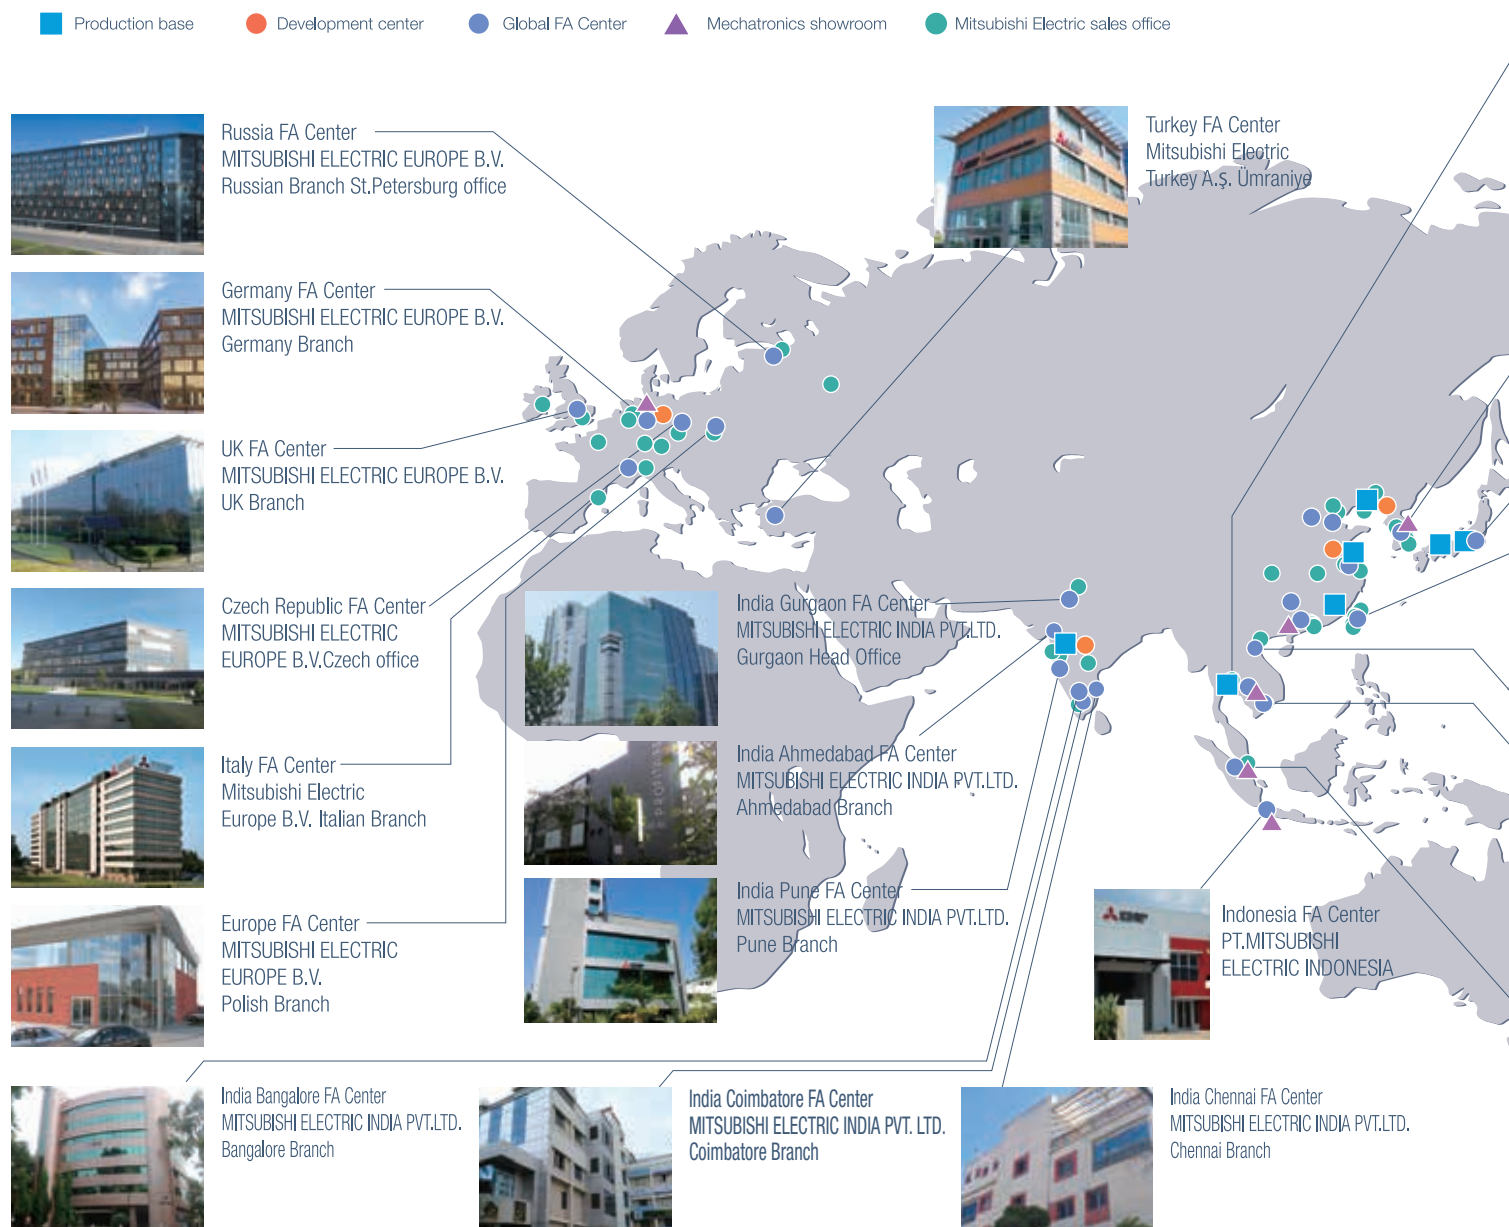 Production base
Development center
Global FA Center
Mechatronics showroom
Mitsubishi Electric sales office
Russia FA Center
MITSUBISHI ELECTRIC EUROPE B.V.
Russian Branch St.Petersburg office
Turkey FA Center
Mitsubishi Electric
Turkey A.Ş. Ümraniye
Germany FA Center
MITSUBISHI ELECTRIC EUROPE B.V.
Germany Branch
UK FA Center
MITSUBISHI ELECTRIC EUROPE B.V.
UK Branch
Czech Republic FA Center
MITSUBISHI ELECTRIC
EUROPE B.V.Czech office
Italy FA Center
Mitsubishi Electric
Europe B.V. Italian Branch
Europe FA Center
MITSUBISHI ELECTRIC
EUROPE B.V.
Polish Branch
India Gurgaon FA Center
MITSUBISHI ELECTRIC INDIA PVT.LTD.
Gurgaon Head Office
India Ahmedabad FA Center
MITSUBISHI ELECTRIC INDIA PVT.LTD.
Ahmedabad Branch
India Pune FA Center
MITSUBISHI ELECTRIC INDIA PVT.LTD.
Pune Branch
Indonesia FA Center
PT.MITSUBISHI
ELECTRIC INDONESIA
India Bangalore FA Center
MITSUBISHI ELECTRIC INDIA PVT.LTD.
Bangalore Branch
India Coimbatore FA Center
MITSUBISHI ELECTRIC INDIA PVT. LTD.
Coimbatore Branch
India Chennai FA Center
MITSUBISHI ELECTRIC INDIA PVT.LTD.
Chennai Branch